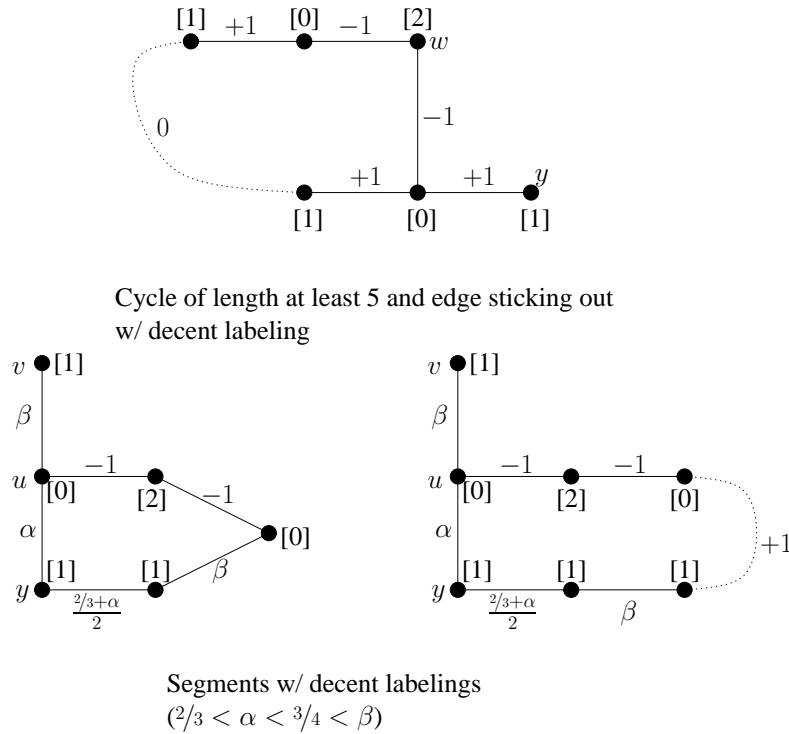 [1] +1 [0] −1 [2]
w
−1
0
+1 +1 y
[1] [0] [1]
Cycle of length at least 5 and edge sticking out
w/ decent labeling
v [1]
β
u −1
[0] [2] −1
α [0]
y [1] [1] β
(2/3+α)/2
v [1]
β
u −1 −1
[0] [2] [0]
α +1
y [1] [1] [1]
(2/3+α)/2 β
Segments w/ decent labelings
(2/3 < α < 3/4 < β)